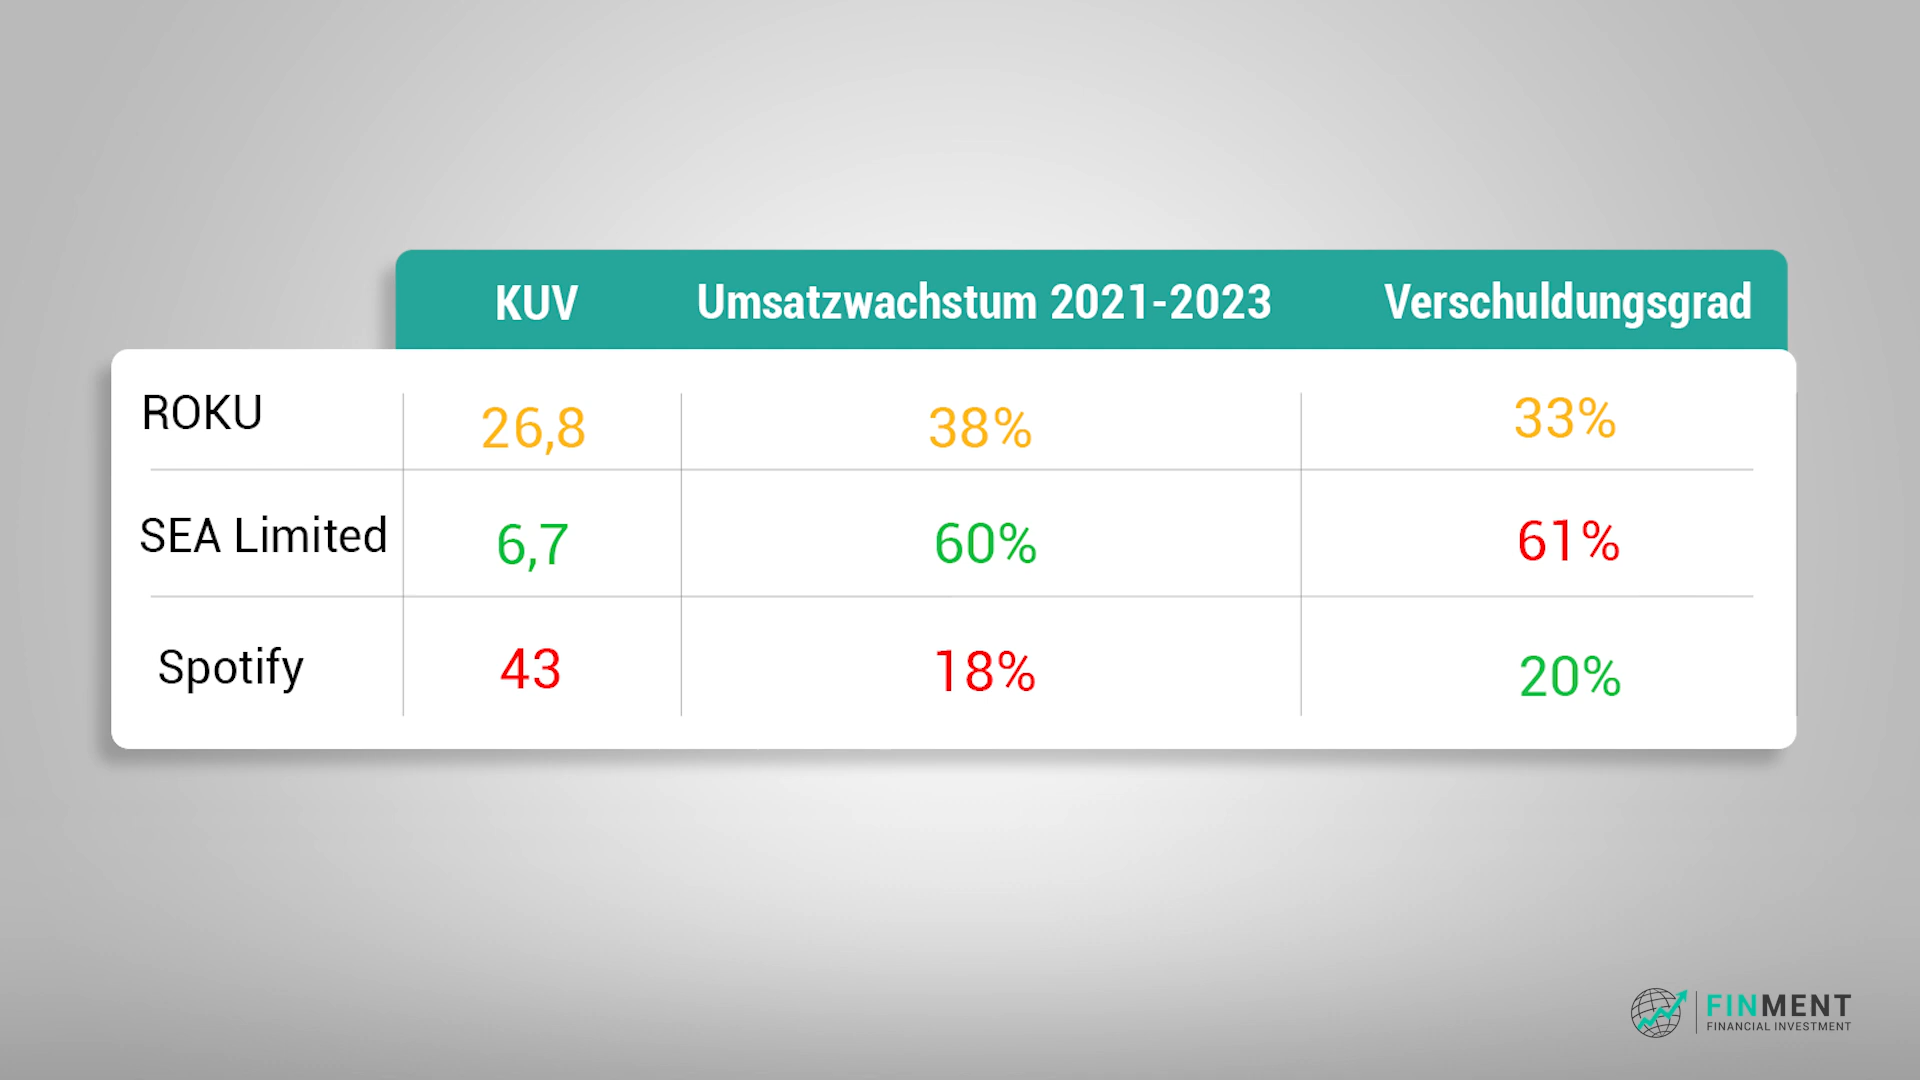 KUV Umsatzwachstum 2021-2023 Verschuldungsgrad
ROKU 26,8 38% 33%
SEA Limited 6,7 60% 61%
Spotify 43 18% 20%
FINMENT
FINANCIAL INVESTMENT